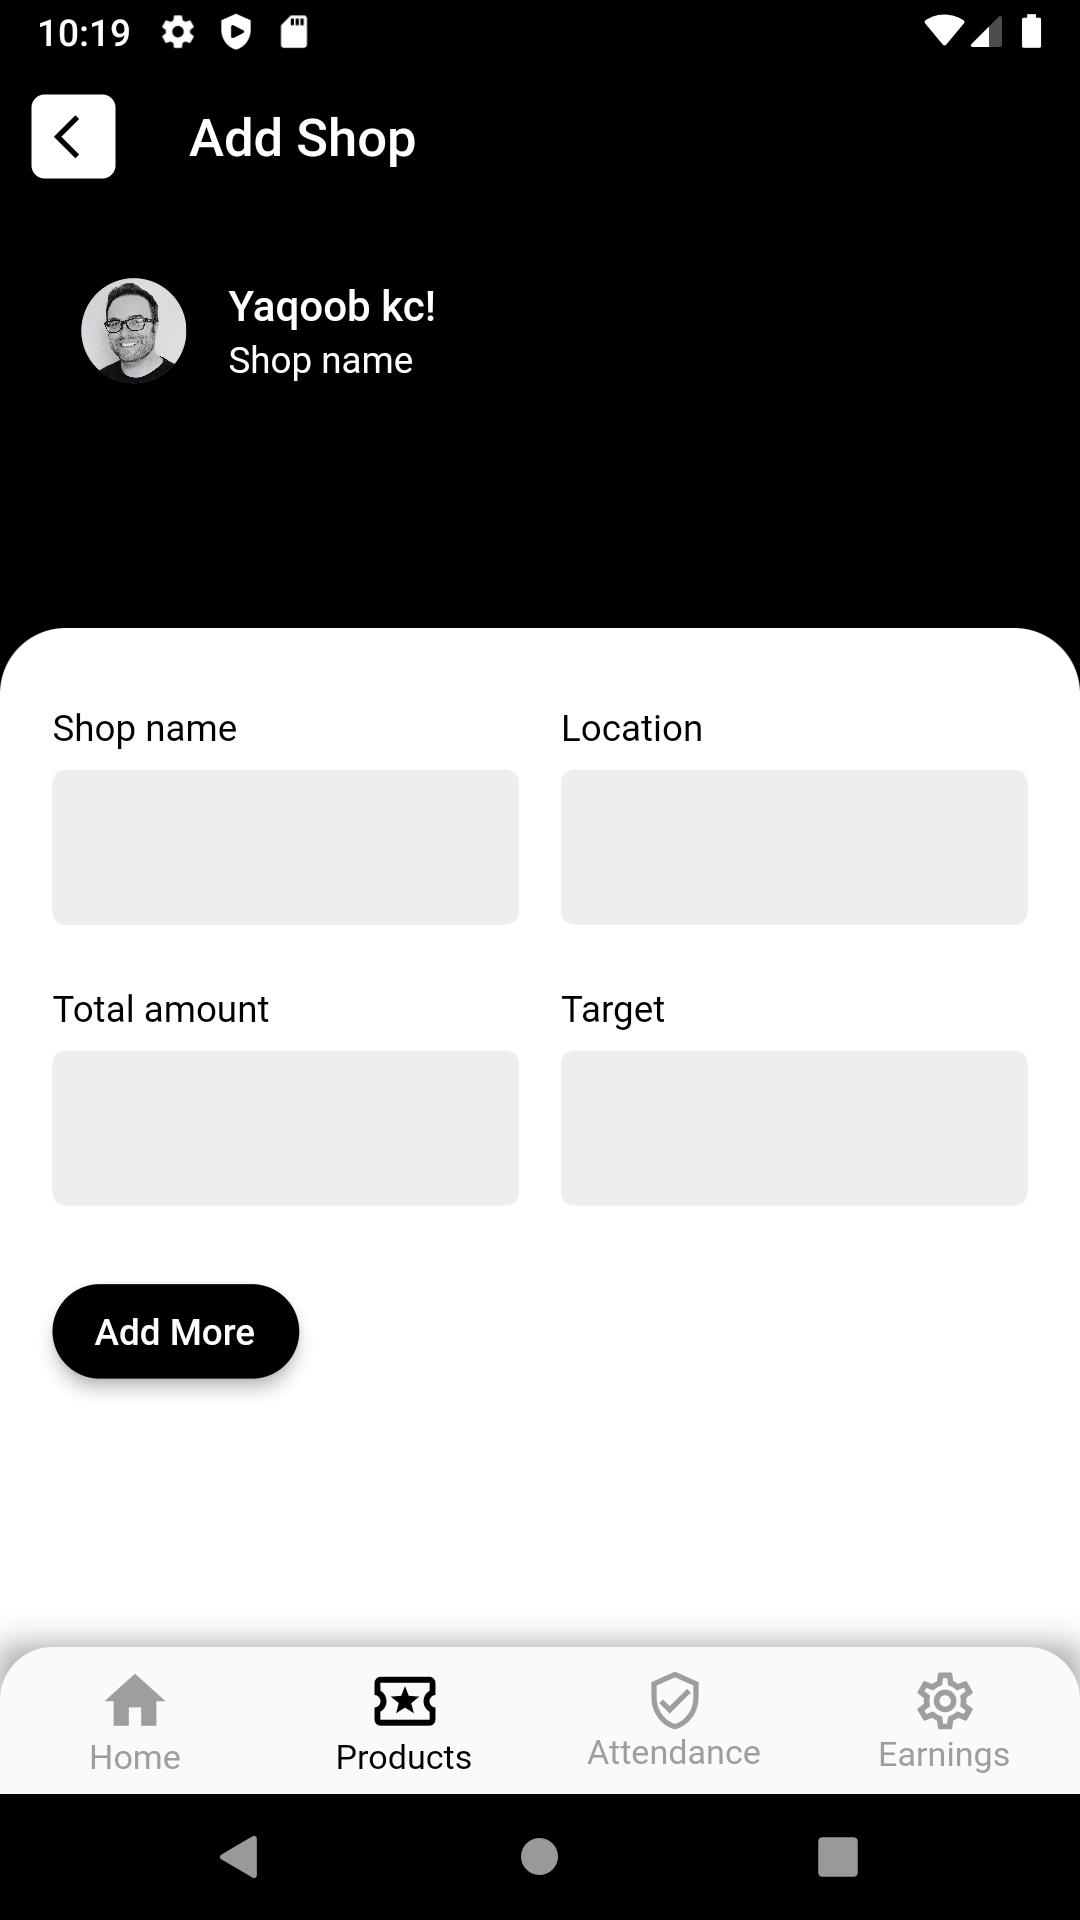 10:19
Add Shop
Yaqoob kc!
Shop name
Shop name
Location
Total amount
Target
Add More
Home
Products
Attendance
Earnings